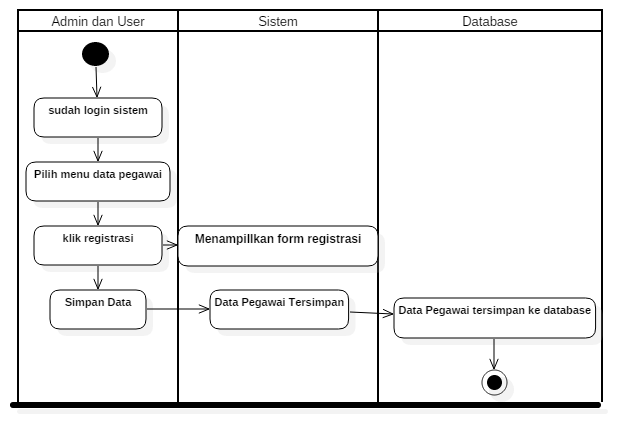 Admin dan User
Sistem
Database
sudah login sistem
Pilih menu data pegawai
klik registrasi
Menampillkan form registrasi
Simpan Data
Data Pegawai Tersimpan
Data Pegawai tersimpan ke database